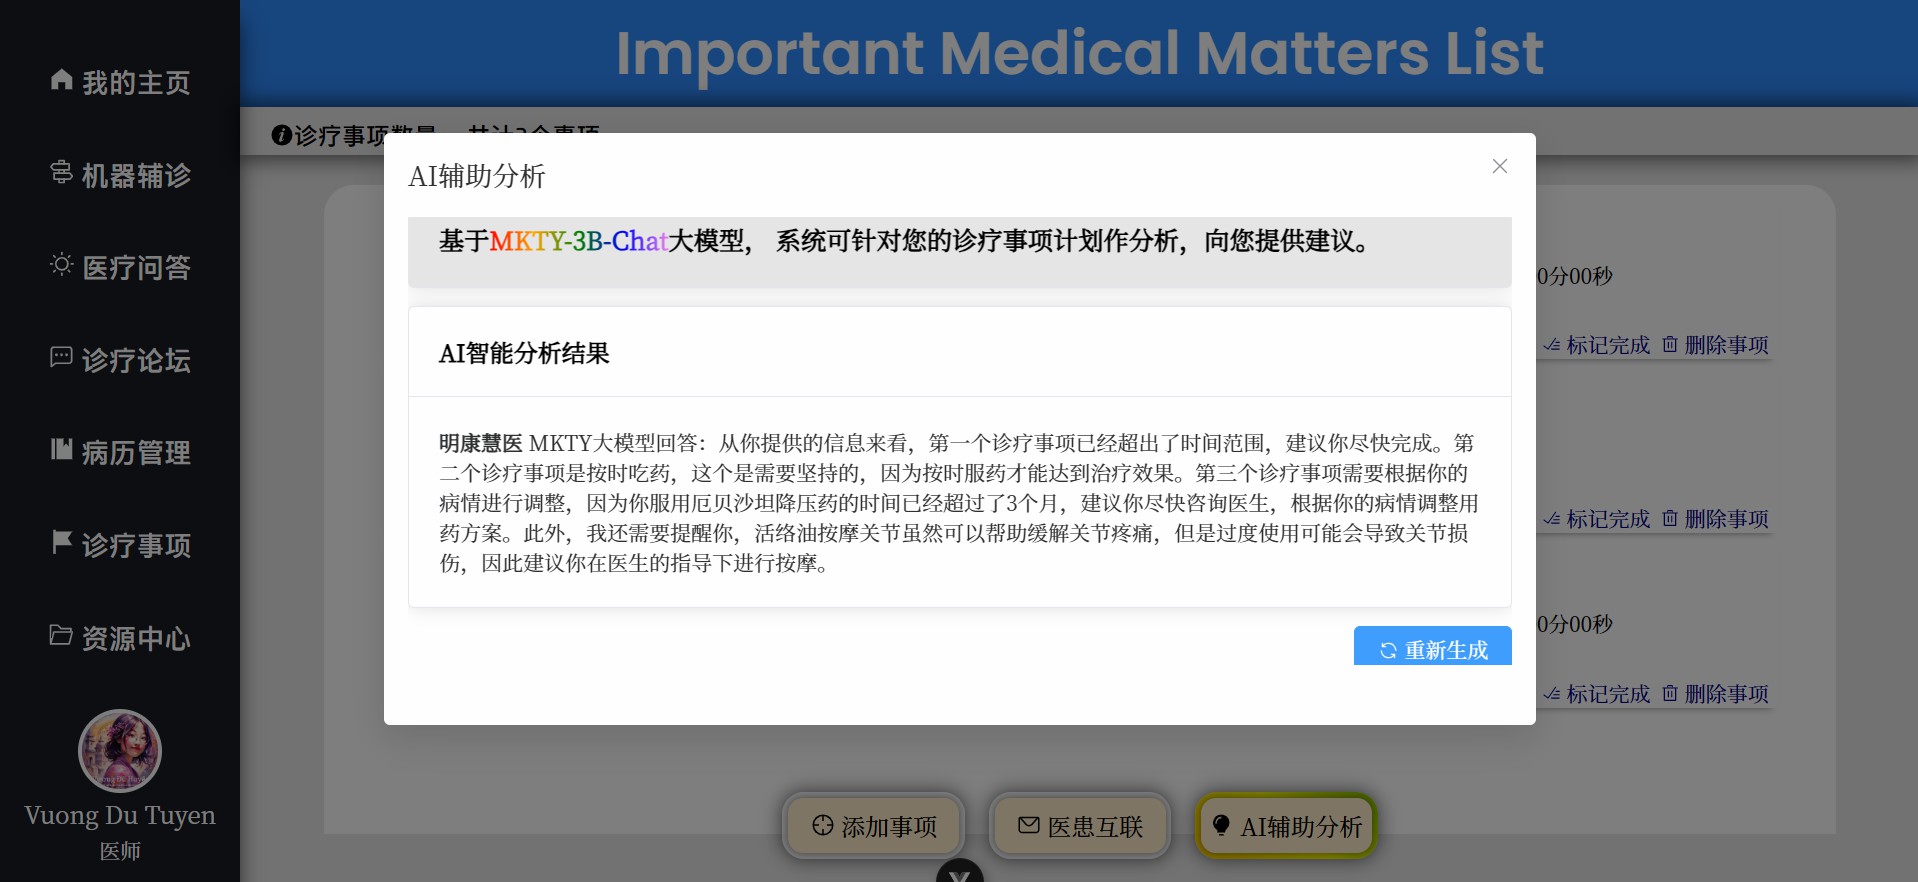 Important Medical Matters List
我的主页
机器辅诊
医疗问答
诊疗论坛
病历管理
诊疗事项
资源中心
Vuong Du Tuyen
医师
诊疗事项数量 共计3个事项
AI辅助分析
基于MKTY-3B-Chat大模型， 系统可针对您的诊疗事项计划作分析，向您提供建议。
AI智能分析结果
明康慧医 MKTY大模型回答：从你提供的信息来看，第一个诊疗事项已经超出了时间范围，建议你尽快完成。第
二个诊疗事项是按时吃药，这个是需要坚持的，因为按时服药才能达到治疗效果。第三个诊疗事项需要根据你的
病情进行调整，因为你服用厄贝沙坦降压药的时间已经超过了3个月，建议你尽快咨询医生，根据你的病情调整用
药方案。此外，我还需要提醒你，活络油按摩关节虽然可以帮助缓解关节疼痛，但是过度使用可能会导致关节损
伤，因此建议你在医生的指导下进行按摩。
重新生成
0分00秒
标记完成 删除事项
标记完成 删除事项
0分00秒
标记完成 删除事项
添加事项
医患互联
AI辅助分析